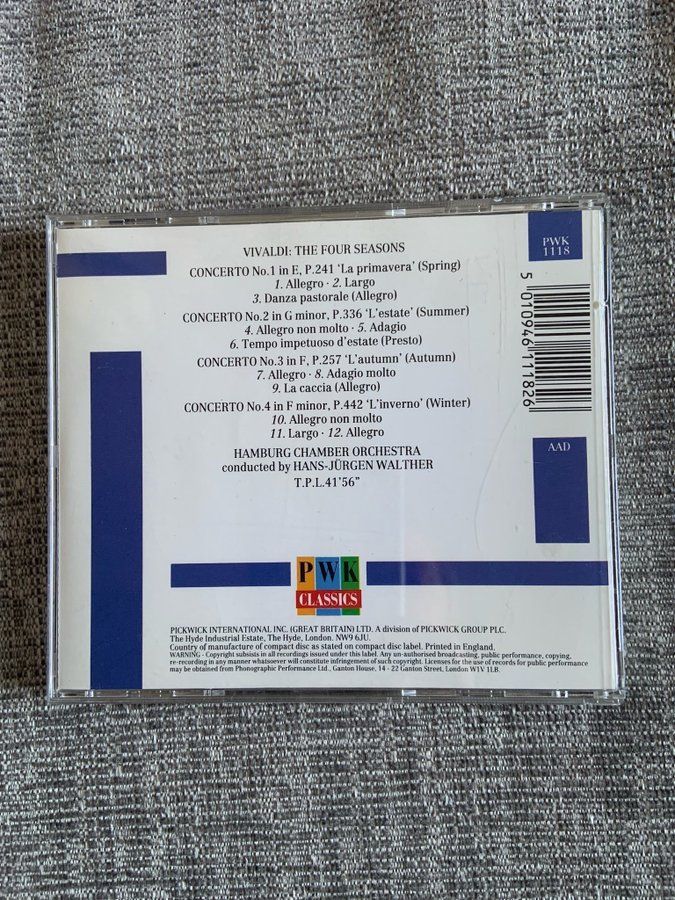 VIVALDI: THE FOUR SEASONS
CONCERTO No.1 in E, P.241 ‘La primavera’ (Spring)
1. Allegro · 2. Largo
3. Danza pastorale (Allegro)
CONCERTO No.2 in G minor, P.336 ‘L’estate’ (Summer)
4. Allegro non molto · 5. Adagio
6. Tempo impetuoso d’estate (Presto)
CONCERTO No.3 in F, P.257 ‘L’autumn’ (Autumn)
7. Allegro · 8. Adagio molto
9. La caccia (Allegro)
CONCERTO No.4 in F minor, P.442 ‘L’inverno’ (Winter)
10. Allegro non molto
11. Largo · 12. Allegro
HAMBURG CHAMBER ORCHESTRA
conducted by HANS-JÜRGEN WALTHER
T.P.L.41’56”
PWK
1118
5 010946 111826
AAD
PWK
CLASSICS
PICKWICK INTERNATIONAL INC. (GREAT BRITAIN) LTD. A division of PICKWICK GROUP PLC.
The Hyde Industrial Estate, The Hyde, London. NW9 6JU.
Country of manufacture of compact disc as stated on compact disc label. Printed in England.
WARNING - Copyright subsists in all recordings issued under this label. Any un-authorised broadcasting, public performance, copying,
re-recording in any manner whatsoever will constitute infringement of such copyright. Licenses for the use of records for public performance
may be obtained from Phonographic Performance Ltd., Ganton House, 14 - 22 Ganton Street, London W1V 1LB.